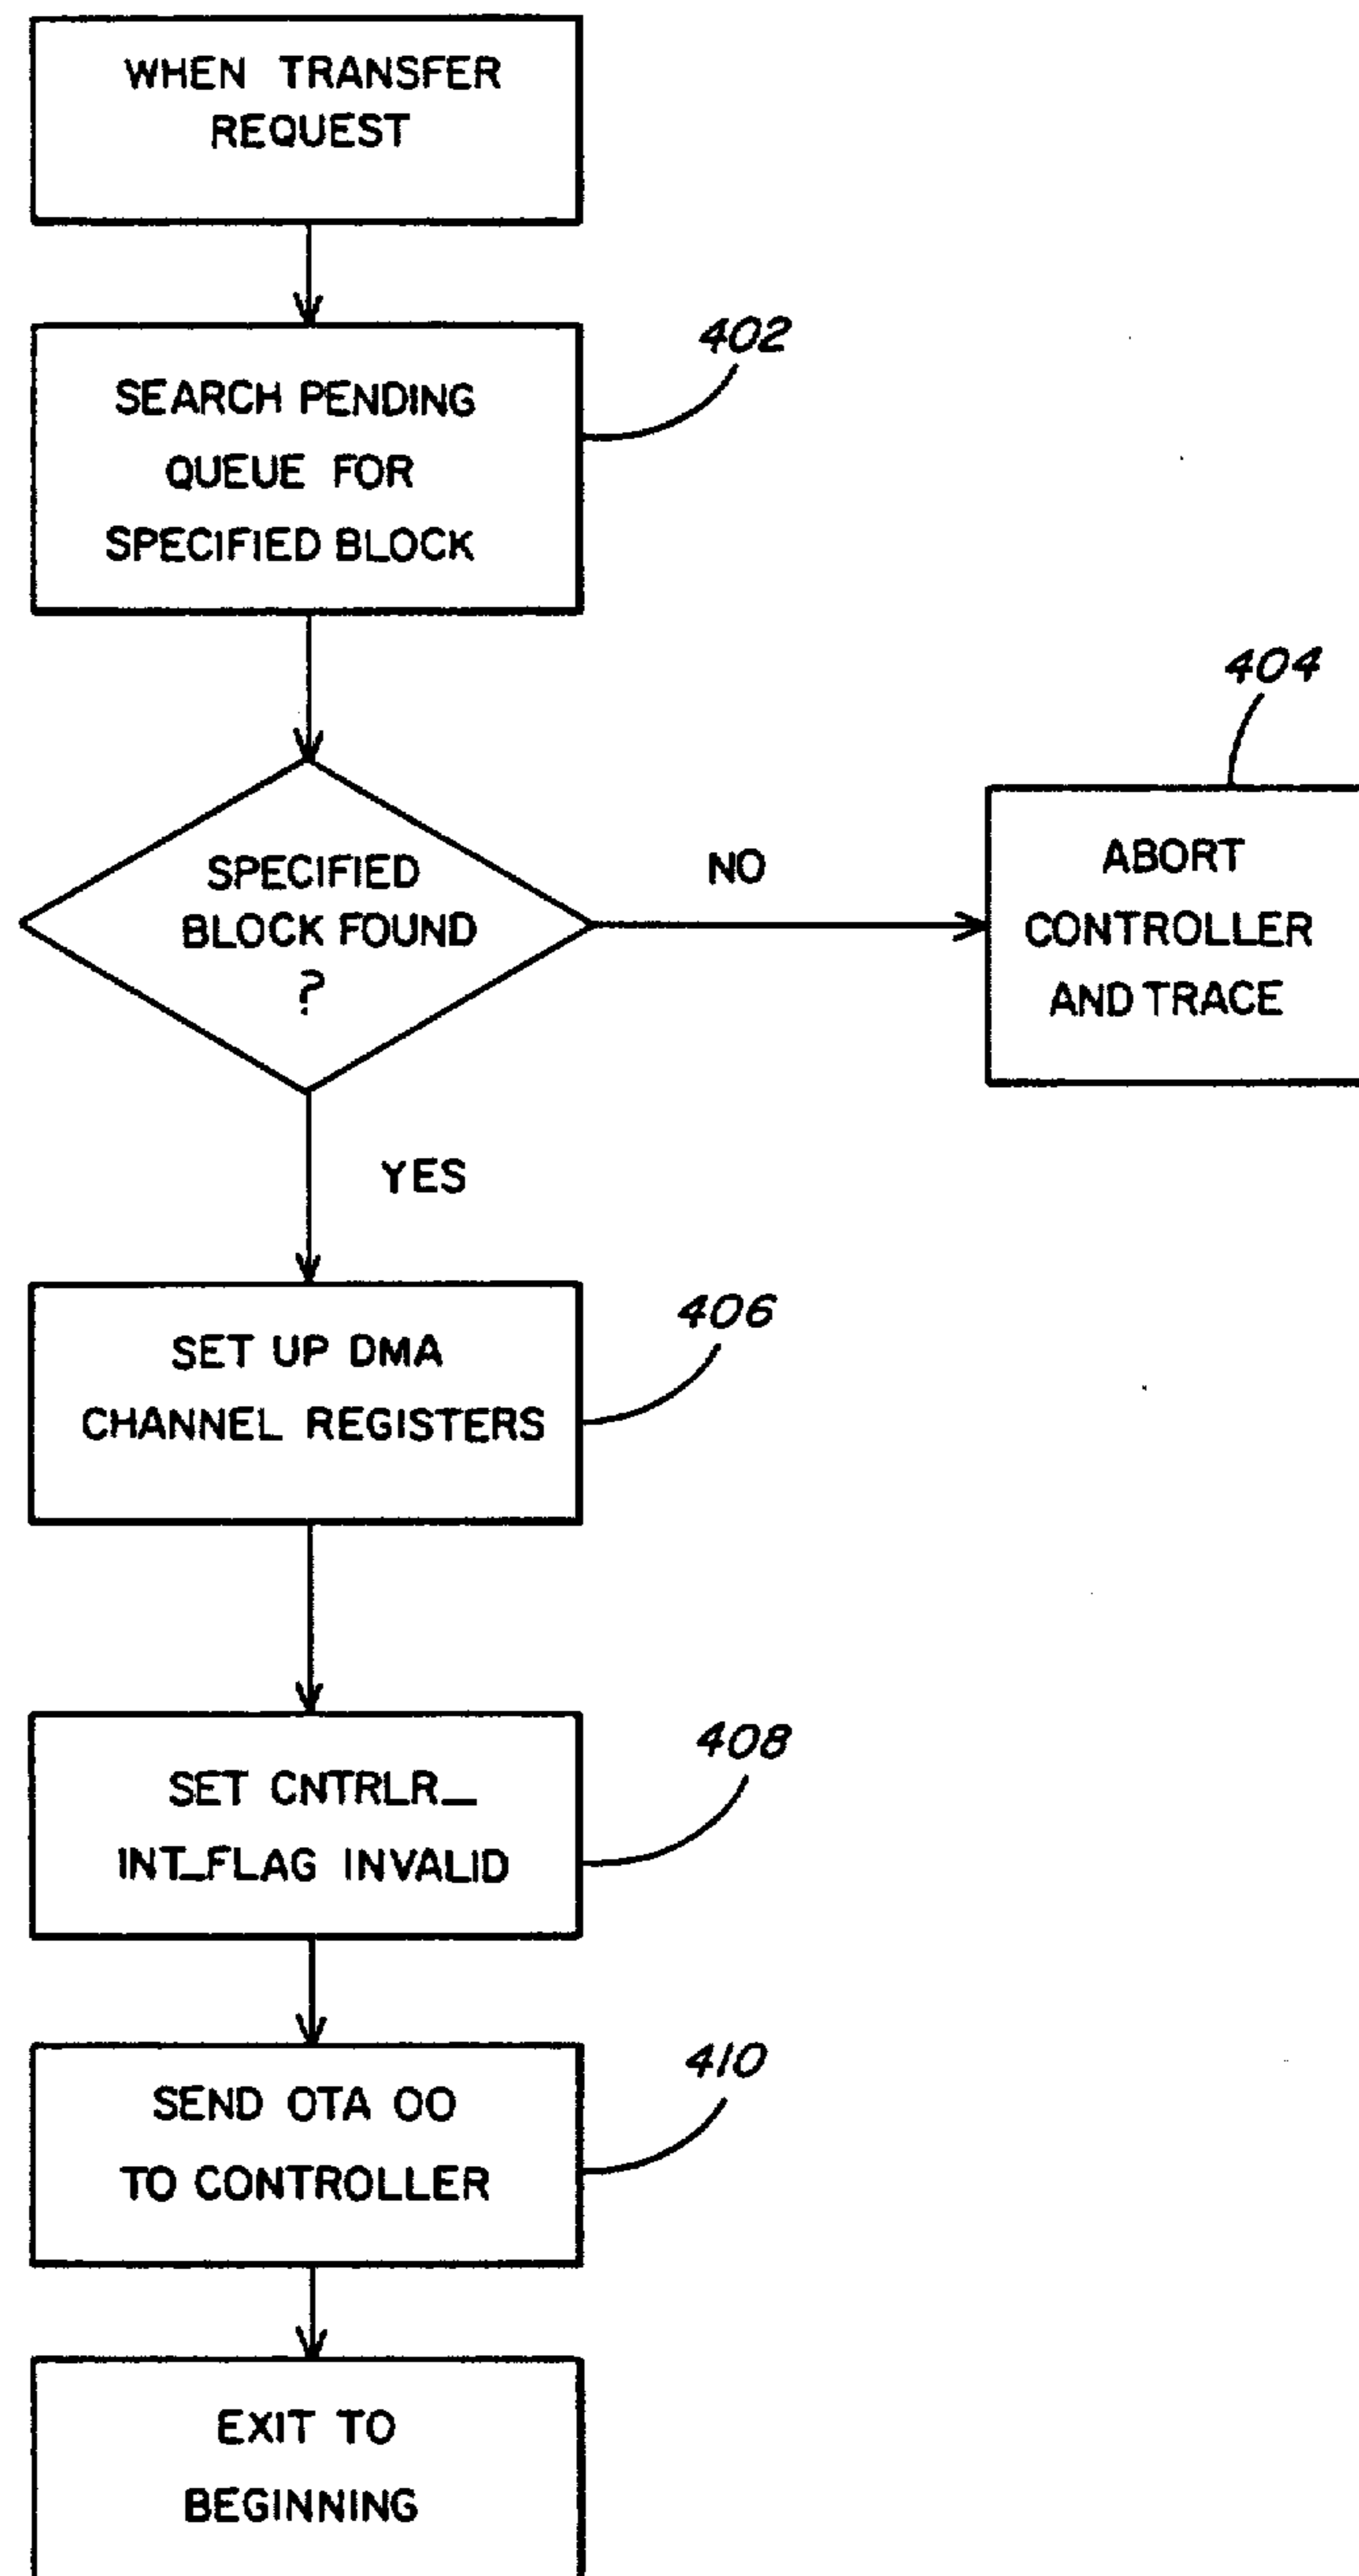 WHEN TRANSFER
REQUEST
402
SEARCH PENDING
QUEUE FOR
SPECIFIED BLOCK
404
SPECIFIED
BLOCK FOUND
?
NO
ABORT
CONTROLLER
AND TRACE
YES
406
SET UP DMA
CHANNEL REGISTERS
408
SET CNTRLR_
INT_FLAG INVALID
410
SEND OTA 00
TO CONTROLLER
EXIT TO
BEGINNING